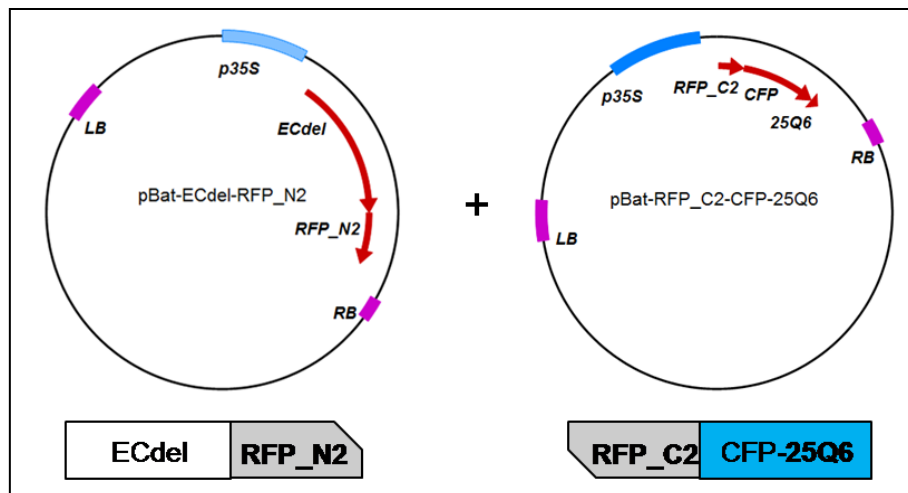 p35S
LB
ECdel
pBat-ECdel-RFP_N2
RFP_N2
RB
ECdel RFP_N2
+
p35S
RFP_C2 CFP
25Q6
RB
pBat-RFP_C2-CFP-25Q6
LB
RFP_C2 CFP-25Q6